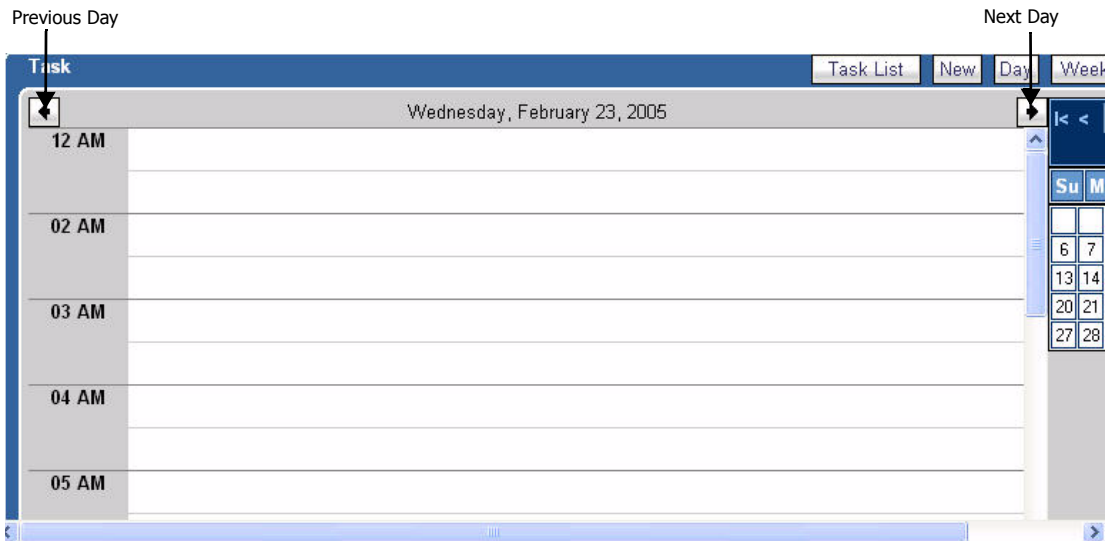 Previous Day
Next Day
Task
Task List
New
Day
Week
Wednesday, February 23, 2005
|< <
12 AM
Su M
02 AM
6 7
13 14
03 AM
20 21
27 28
04 AM
05 AM